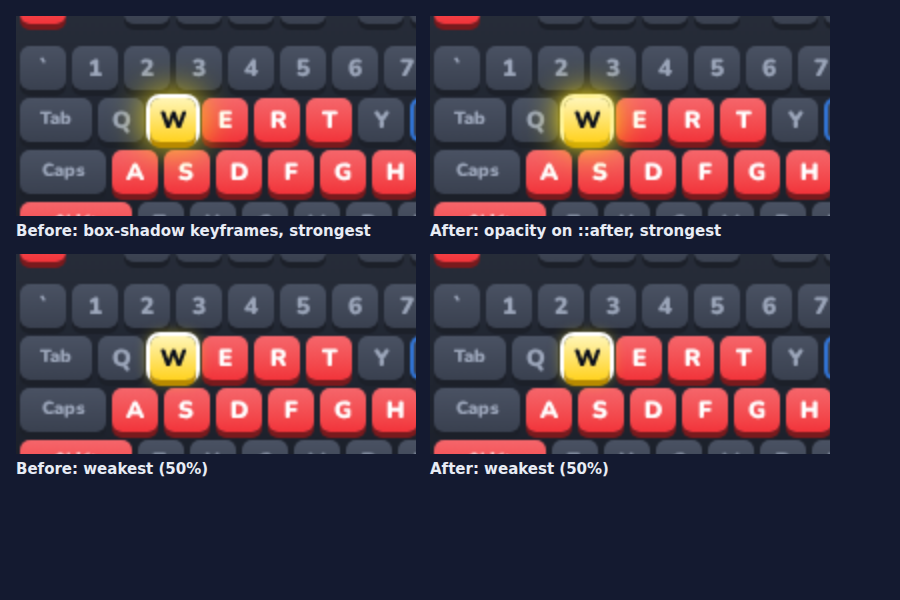 ` 1 2 3 4 5 6 7 ` 1 2 3 4 5 6 7
Tab Q W E R T Y Tab Q W E R T Y
Caps A S D F G H Caps A S D F G H
Before: box-shadow keyframes, strongest After: opacity on ::after, strongest
` 1 2 3 4 5 6 7 ` 1 2 3 4 5 6 7
Tab Q W E R T Y Tab Q W E R T Y
Caps A S D F G H Caps A S D F G H
Before: weakest (50%) After: weakest (50%)